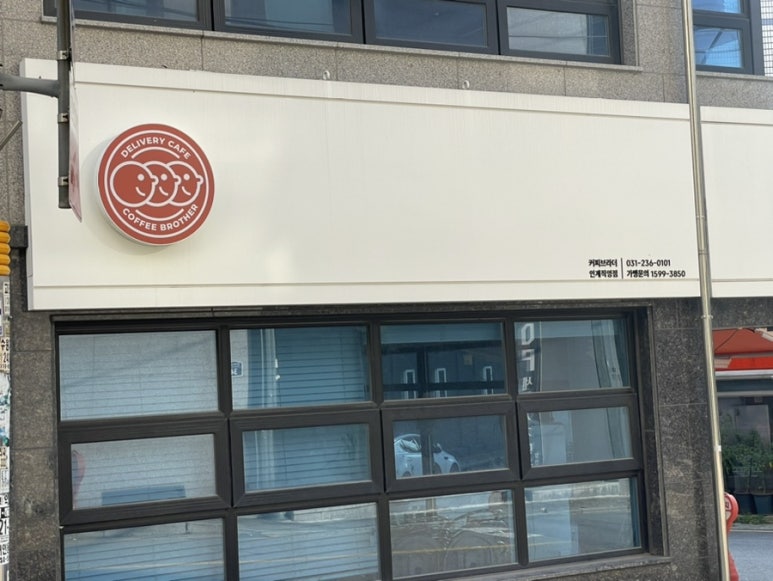 DELIVERY CAFE
COFFEE BROTHER
커피브라더 | 031-236-0101
인계직영점 | 가맹문의 1599-3850